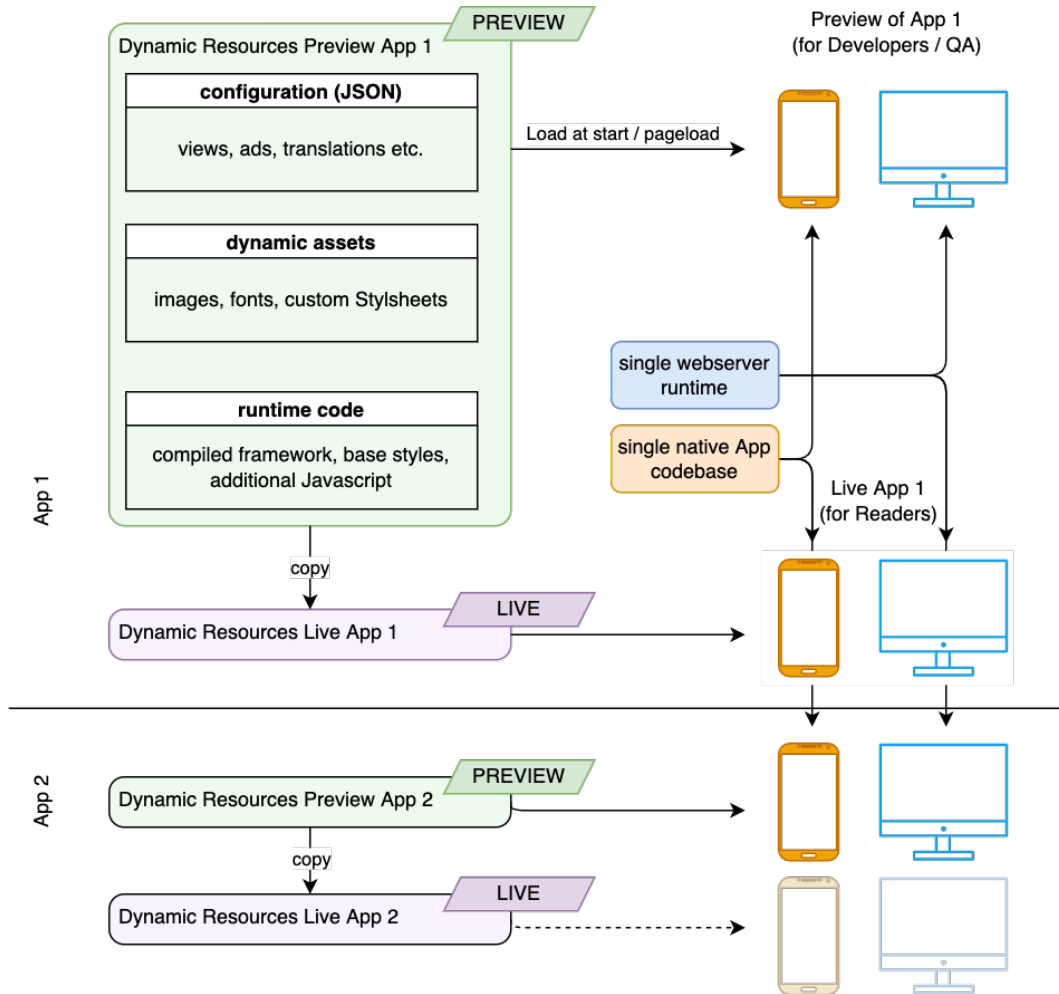 PREVIEW
Dynamic Resources Preview App 1
configuration (JSON)
views, ads, translations etc.
dynamic assets
images, fonts, custom Stylsheets
runtime code
compiled framework, base styles,
additional Javascript
Load at start / pageload
Preview of App 1
(for Developers / QA)
single webserver
runtime
single native App
codebase
Live App 1
(for Readers)
App 1
copy
LIVE
Dynamic Resources Live App 1
App 2
PREVIEW
Dynamic Resources Preview App 2
copy
LIVE
Dynamic Resources Live App 2